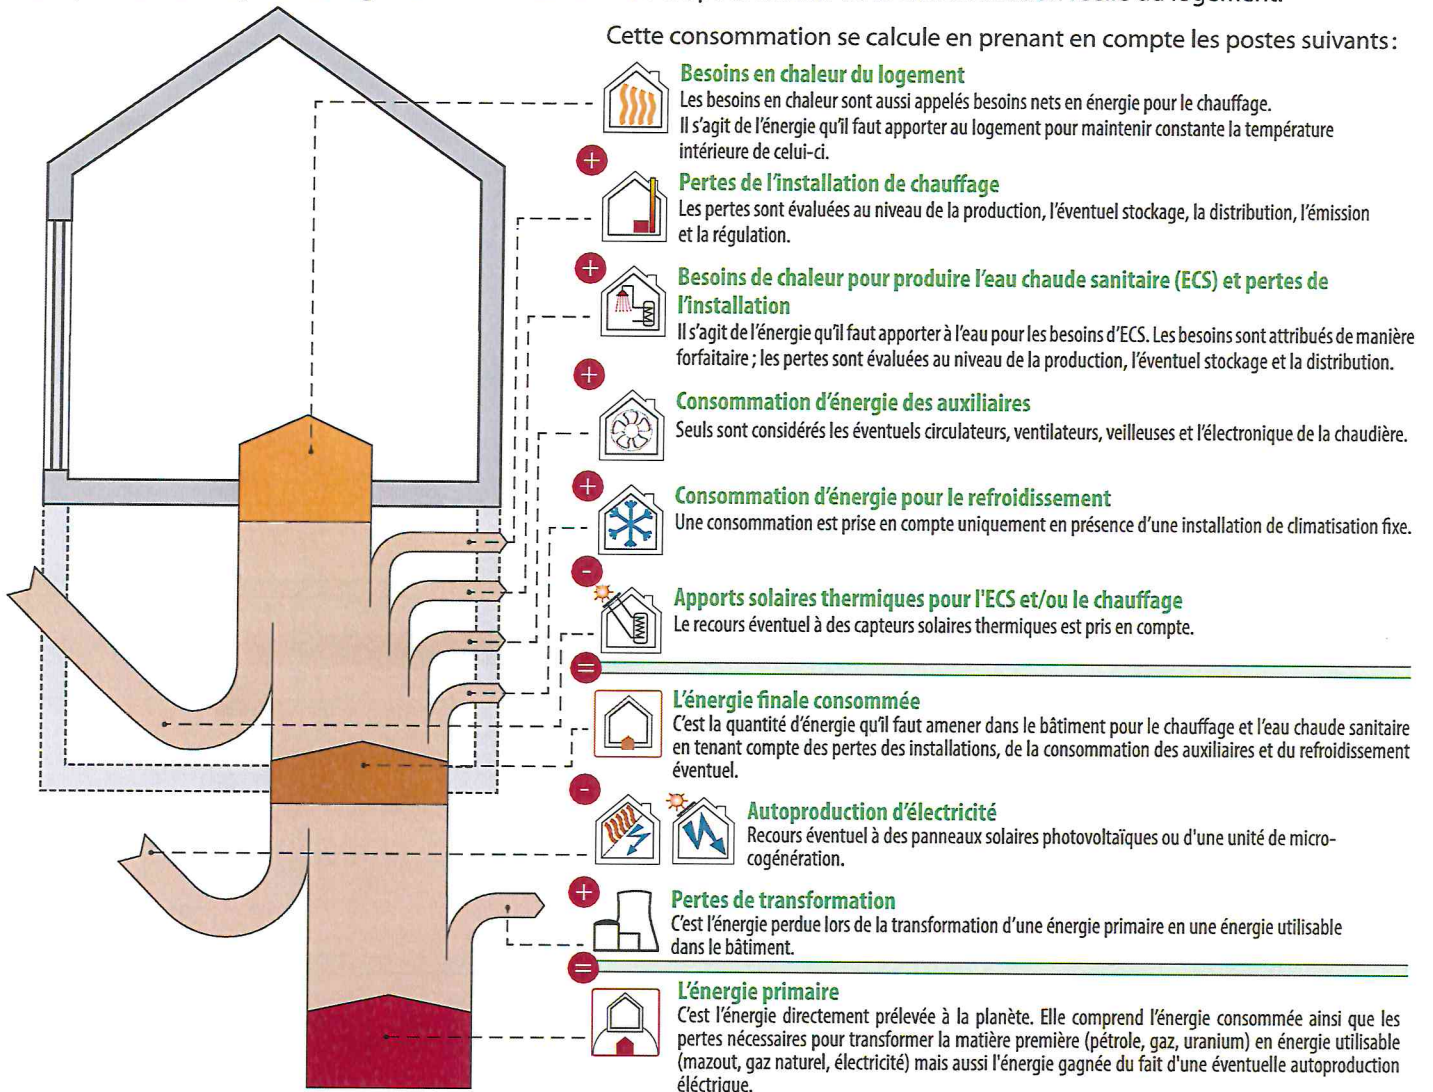 Cette consommation se calcule en prenant en compte les postes suivants :
Besoins en chaleur du logement
Les besoins en chaleur sont aussi appelés besoins nets en énergie pour le chauffage.
Il s'agit de l'énergie qu'il faut apporter au logement pour maintenir constante la température
intérieure de celui-ci.
+
Pertes de l'installation de chauffage
Les pertes sont évaluées au niveau de la production, l'éventuel stockage, la distribution, l'émission
et la régulation.
+
Besoins de chaleur pour produire l'eau chaude sanitaire (ECS) et pertes de
l'installation
Il s'agit de l'énergie qu'il faut apporter à l'eau pour les besoins d'ECS. Les besoins sont attribués de manière
forfaitaire ; les pertes sont évaluées au niveau de la production, l'éventuel stockage et la distribution.
+
Consommation d'énergie des auxiliaires
Seuls sont considérés les éventuels circulateurs, ventilateurs, veilleuses et l'électronique de la chaudière.
+
Consommation d'énergie pour le refroidissement
Une consommation est prise en compte uniquement en présence d'une installation de climatisation fixe.
-
Apports solaires thermiques pour l'ECS et/ou le chauffage
Le recours éventuel à des capteurs solaires thermiques est pris en compte.
=
L'énergie finale consommée
C'est la quantité d'énergie qu'il faut amener dans le bâtiment pour le chauffage et l'eau chaude sanitaire
en tenant compte des pertes des installations, de la consommation des auxiliaires et du refroidissement
éventuel.
-
Autoproduction d'électricité
Recours éventuel à des panneaux solaires photovoltaïques ou d'une unité de micro-
cogénération.
+
Pertes de transformation
C'est l'énergie perdue lors de la transformation d'une énergie primaire en une énergie utilisable
dans le bâtiment.
=
L'énergie primaire
C'est l'énergie directement prélevée à la planète. Elle comprend l'énergie consommée ainsi que les
pertes nécessaires pour transformer la matière première (pétrole, gaz, uranium) en énergie utilisable
(mazout, gaz naturel, électricité) mais aussi l'énergie gagnée du fait d'une éventuelle autoproduction
éléctrique.